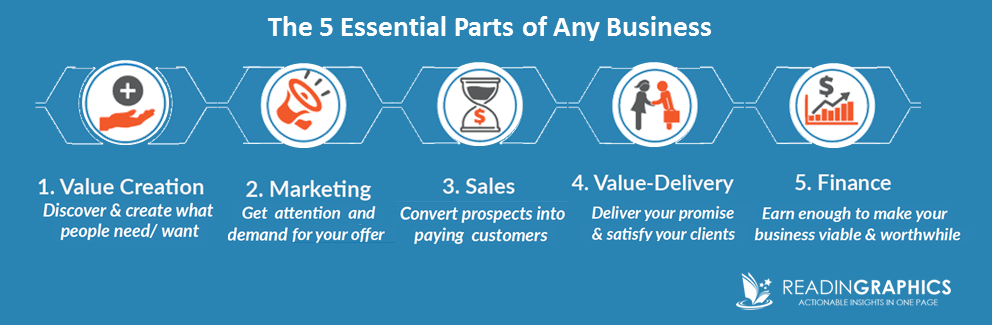 The 5 Essential Parts of Any Business
$
$
1. Value Creation
Discover & create what
people need/ want
2. Marketing
Get attention and
demand for your offer
3. Sales
Convert prospects into
paying customers
4. Value-Delivery
Deliver your promise
& satisfy your clients
5. Finance
Earn enough to make your
business viable & worthwhile
READINGRAPHICS
ACTIONABLE INSIGHTS IN ONE PAGE